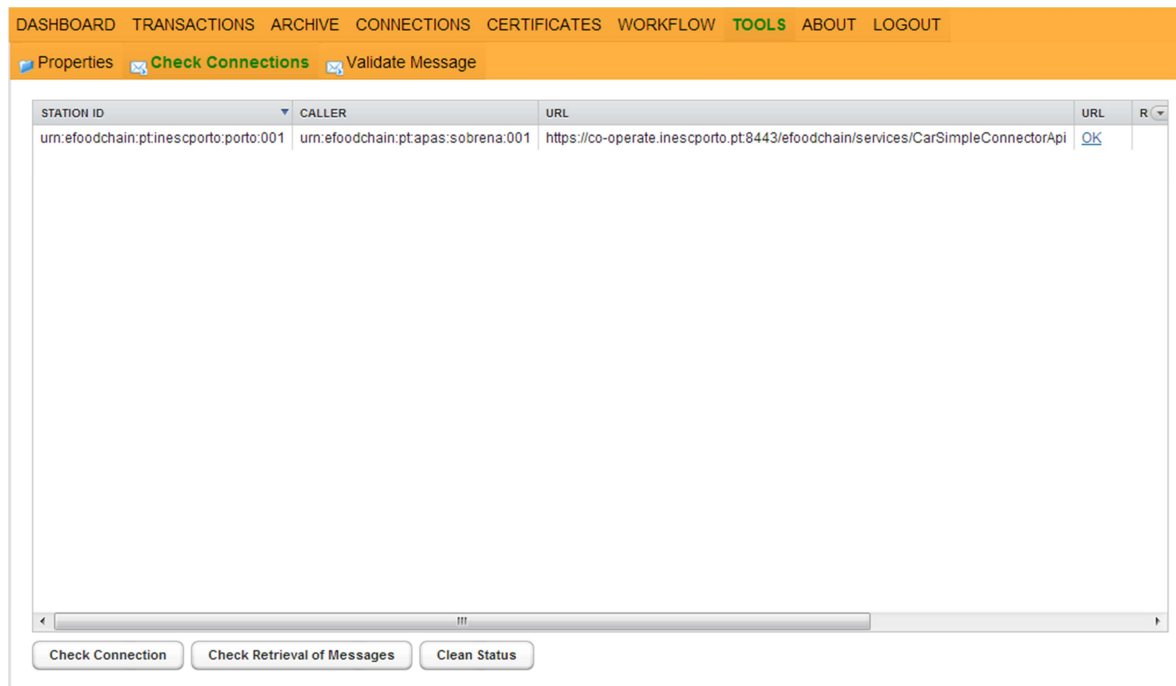 DASHBOARD TRANSACTIONS ARCHIVE CONNECTIONS CERTIFICATES WORKFLOW TOOLS ABOUT LOGOUT
Properties Check Connections Validate Message
STATION ID CALLER URL URL R
urn:efoodchain:pt:inescporto:porto:001 urn:efoodchain:pt:apas:sobrena:001 https://co-operate.inescporto.pt:8443/efoodchain/services/CarSimpleConnectorApi OK
Check Connection Check Retrieval of Messages Clean Status